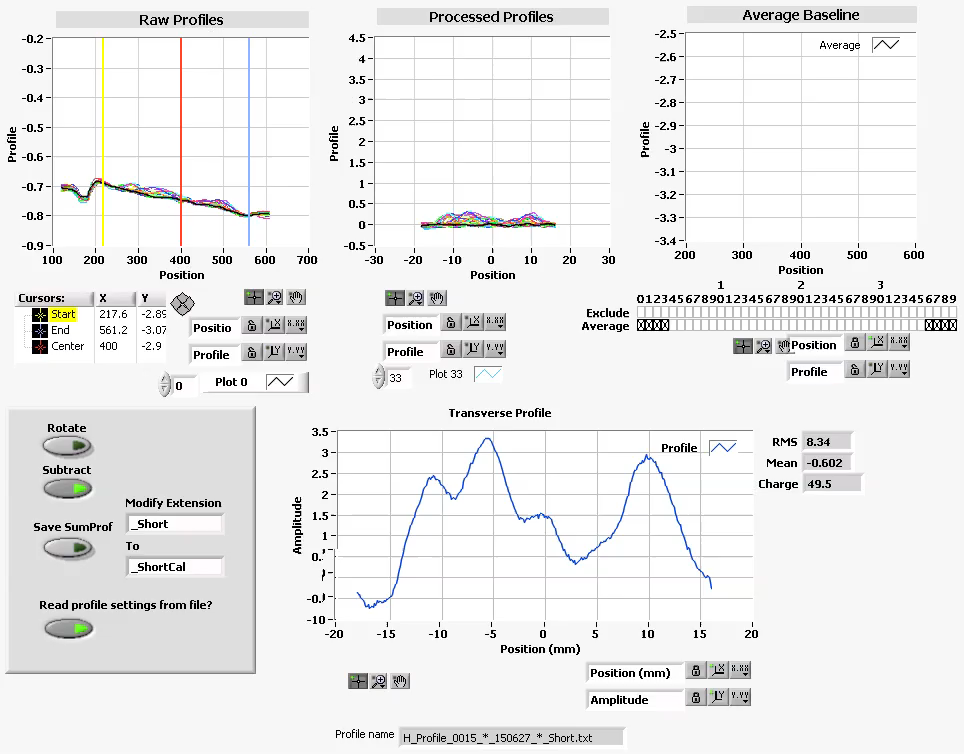 Raw Profiles
-0.2
-0.3
-0.4
-0.5
-0.6
-0.7
-0.8
-0.9
Profile
100 200 300 400 500 600 700
Position
Processed Profiles
4.5
4
3.5
3
2.5
2
1.5
1
0.5
0
-0.5
Profile
-30 -20 -10 0 10 20 30
Position
Average Baseline
Average
-2.5
-2.6
-2.7
-2.8
-2.9
-3
-3.1
-3.2
-3.3
-3.4
Profile
200 300 400 500 600
Position
Cursors: X Y
Start 217.6 -2.89
End 561.2 -3.07
Center 400 -2.9
Positio X X.XX
Profile Y Y.YY
0 Plot 0
Position X X.XX
Profile Y Y.YY
33 Plot 33
1 2 3
0123456789012345678901234567890123456789
Exclude
Average
Position X X.XX
Profile Y Y.YY
Rotate
Subtract
Save SumProf
Modify Extension
_Short
To
_ShortCal
Read profile settings from file?
Transverse Profile
Profile
3.5
3
2.5
2
1.5
1
0.
-0.
-10
Amplitude
-20 -15 -10 -5 0 5 10 15 20
Position (mm)
RMS 8.34
Mean -0.602
Charge 49.5
Position (mm) X X.XX
Amplitude Y Y.YY
Profile name H_Profile_0015_*_150627_*_Short.txt